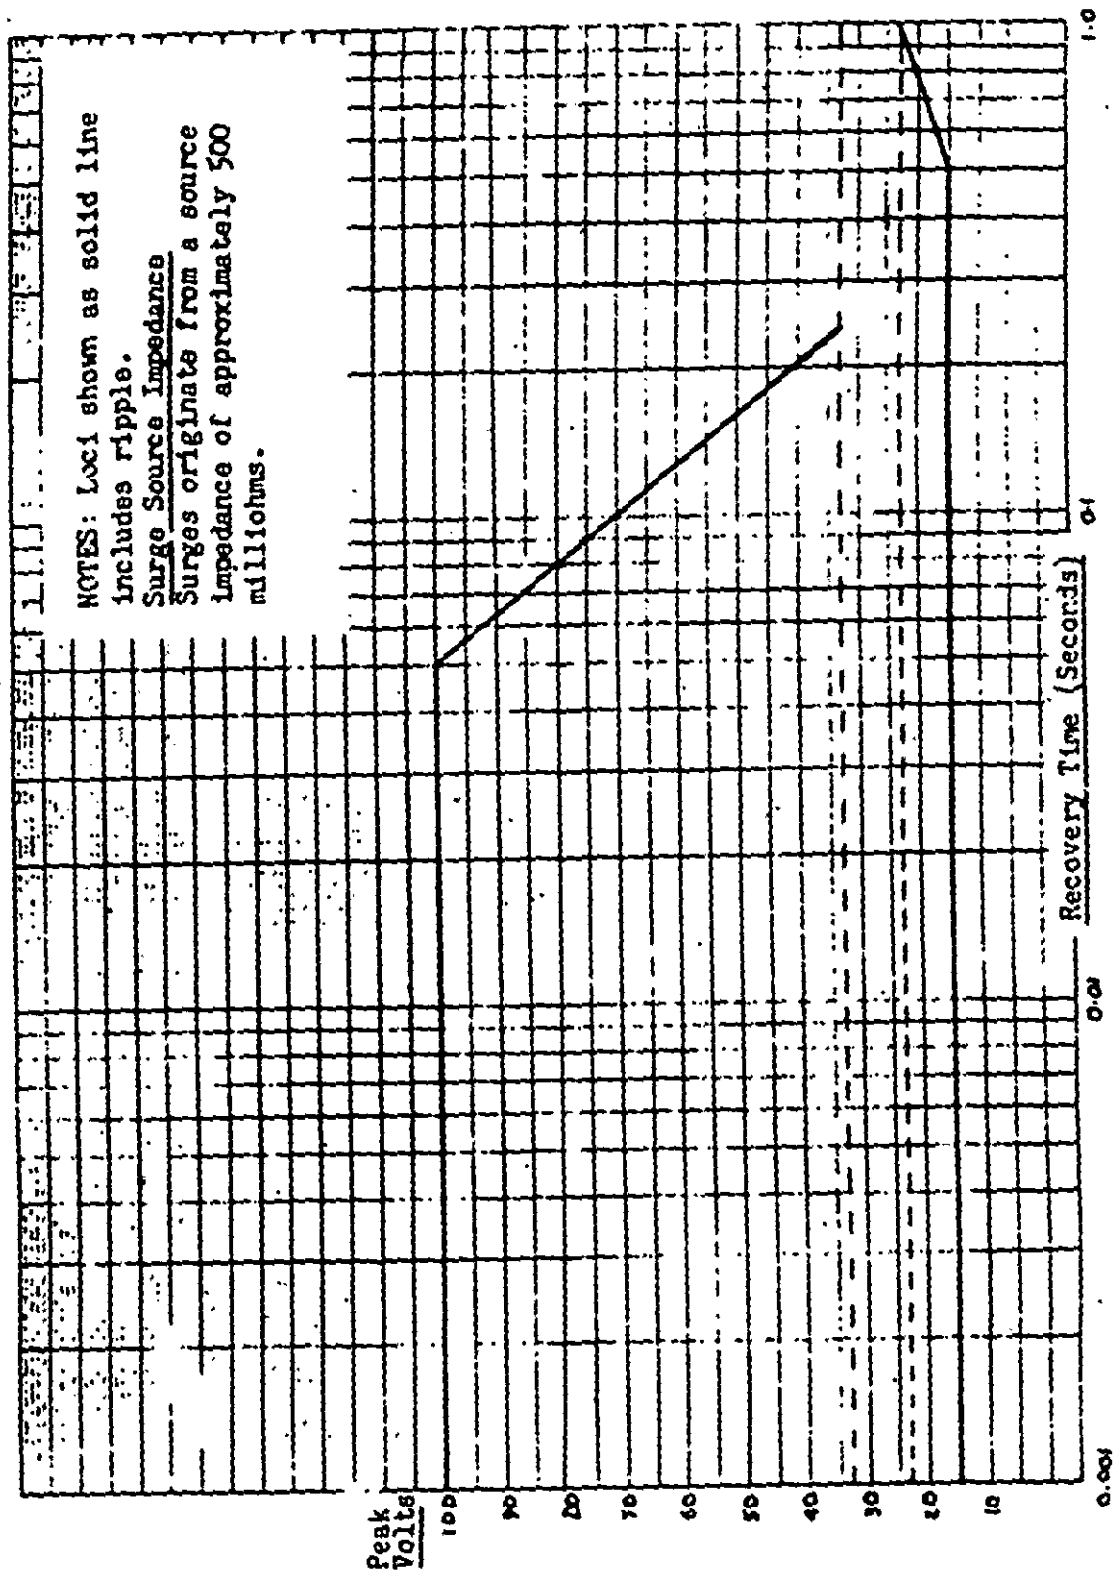 NOTES: Loci shown as solid line
includes ripple.
Surge Source Impedance
Surges originate from a source
impedance of approximately 500
milliohms.
Peak
Volts
100
90
80
70
60
50
40
30
20
10
0.001
0.01
0.1
1.0
Recovery Time (Seconds)